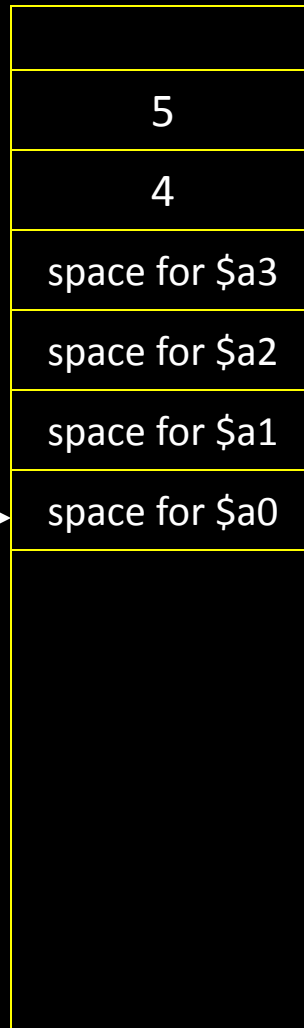 5
4
space for $a3
space for $a2
space for $a1
space for $a0